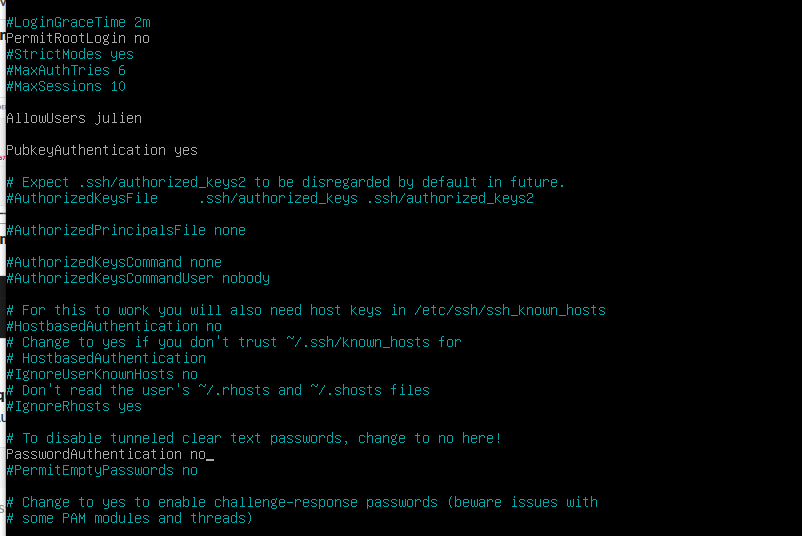 #LoginGraceTime 2m
PermitRootLogin no
#StrictModes yes
#MaxAuthTries 6
#MaxSessions 10
AllowUsers julien
PubkeyAuthentication yes
# Expect .ssh/authorized_keys2 to be disregarded by default in future.
#AuthorizedKeysFile     .ssh/authorized_keys .ssh/authorized_keys2
#AuthorizedPrincipalsFile none
#AuthorizedKeysCommand none
#AuthorizedKeysCommandUser nobody
# For this to work you will also need host keys in /etc/ssh/ssh_known_hosts
#HostbasedAuthentication no
# Change to yes if you don't trust ~/.ssh/known_hosts for
# HostbasedAuthentication
#IgnoreUserKnownHosts no
# Don't read the user's ~/.rhosts and ~/.shosts files
#IgnoreRhosts yes
# To disable tunneled clear text passwords, change to no here!
PasswordAuthentication no
#PermitEmptyPasswords no
# Change to yes to enable challenge-response passwords (beware issues with
# some PAM modules and threads)